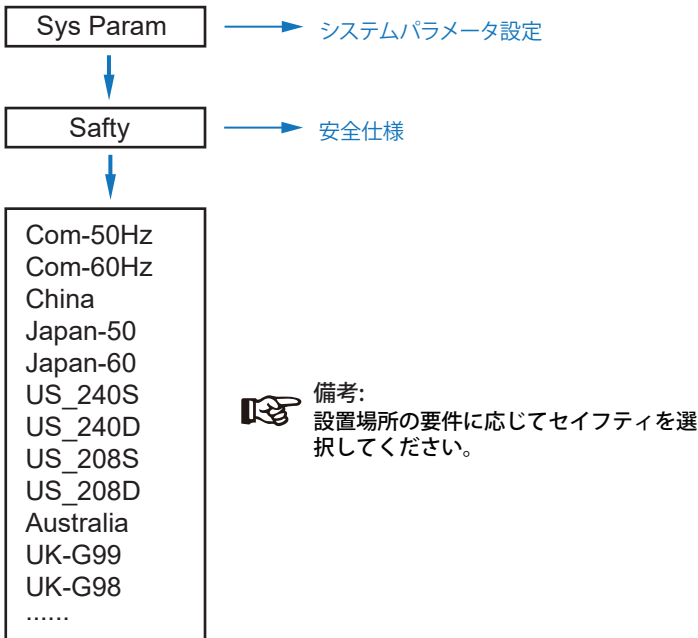 Sys Param
システムパラメータ設定
Safty
安全仕様
Com-50Hz
Com-60Hz
China
Japan-50
Japan-60
US_240S
US_240D
US_208S
US_208D
Australia
UK-G99
UK-G98
......
備考:
設置場所の要件に応じてセイフティを選
択してください。